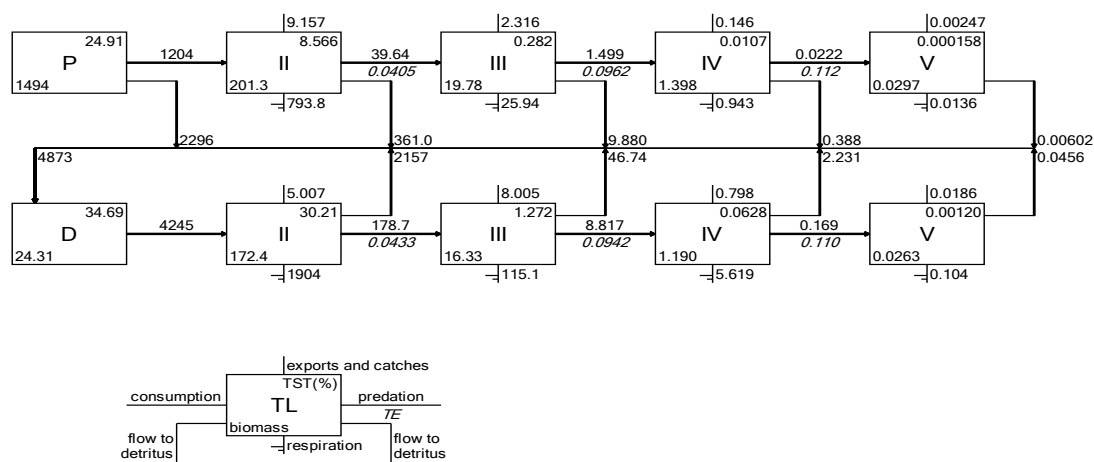 9.157 2.316 0.146 0.00247
24.91 8.566 0.282 0.0107 0.000158
P 1204 II 39.64 III 1.499 IV 0.0222 V
0.0405 0.0962 0.112
1494 201.3 19.78 1.398 0.0297
793.8 25.94 0.943 0.0136
2296 361.0 9.880 0.388 0.00602
4873 2157 46.74 2.231 0.0456
5.007 8.005 0.798 0.0186
34.69 30.21 1.272 0.0628 0.00120
D 4245 II 178.7 III 8.817 IV 0.169 V
0.0433 0.0942 0.110
24.31 172.4 16.33 1.190 0.0263
1904 115.1 5.619 0.104
exports and catches
TST(%)
consumption TL predation
TE
biomass
flow to detritus
respiration
flow to detritus